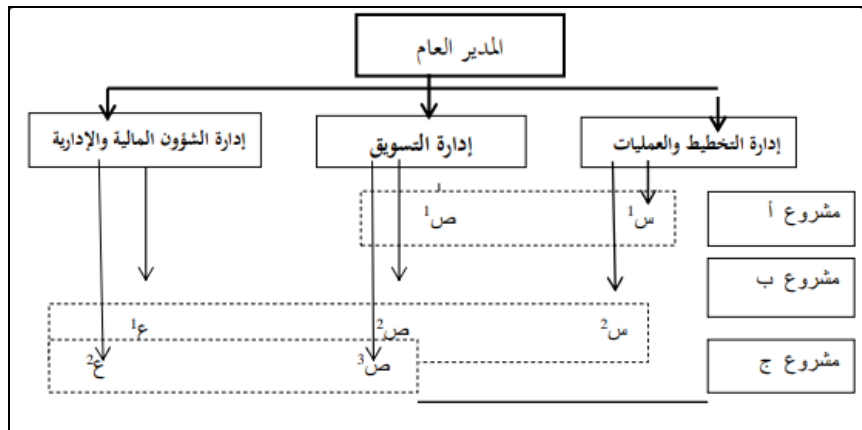 المدير العام
إدارة التخطيط والعمليات
إدارة التسويق
إدارة الشؤون المالية والإدارية
مشروع أ
س1
ص1
مشروع ب
س2
ص2
ع1
مشروع ج
ص3
ع2